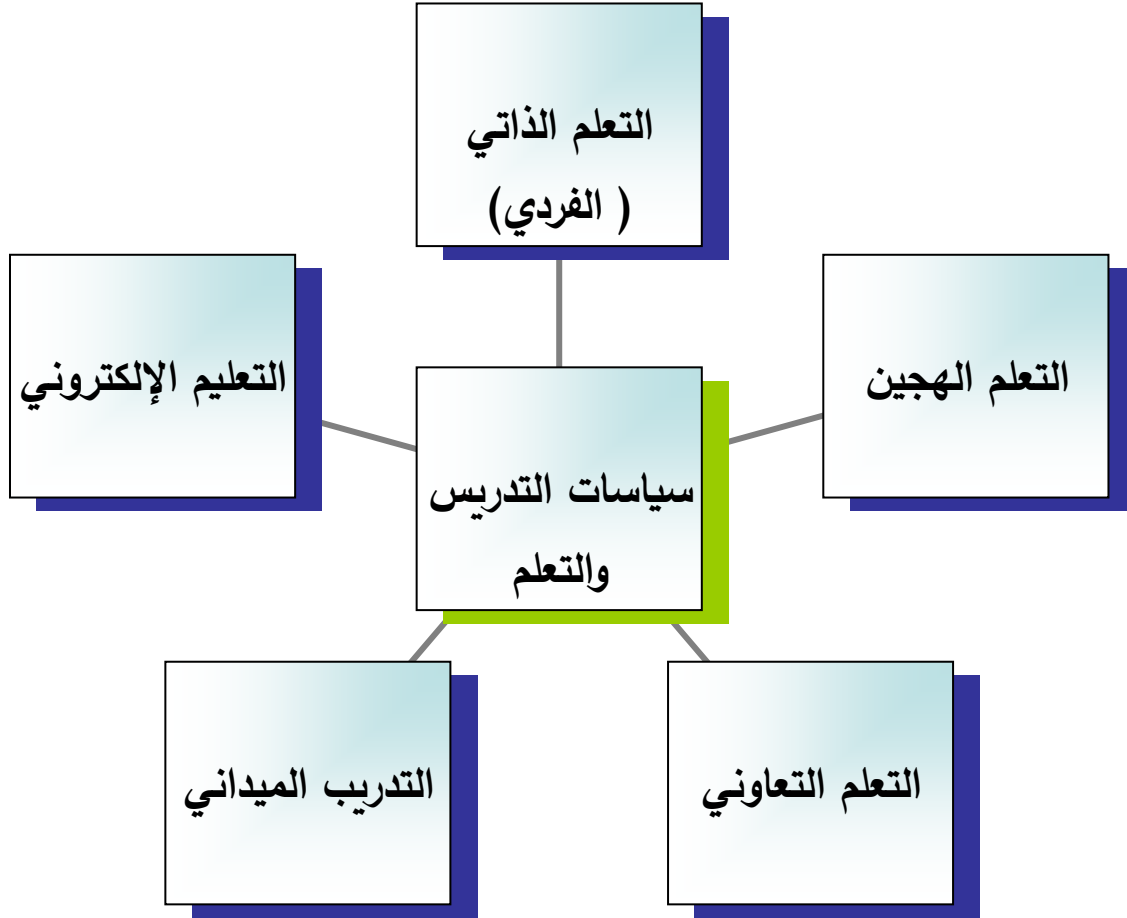 التعلم الذاتي
( الفردي)
التعلم الهجين
التعليم الإلكتروني
سياسات التدريس
والتعلم
التعلم التعاوني
التدريب الميداني